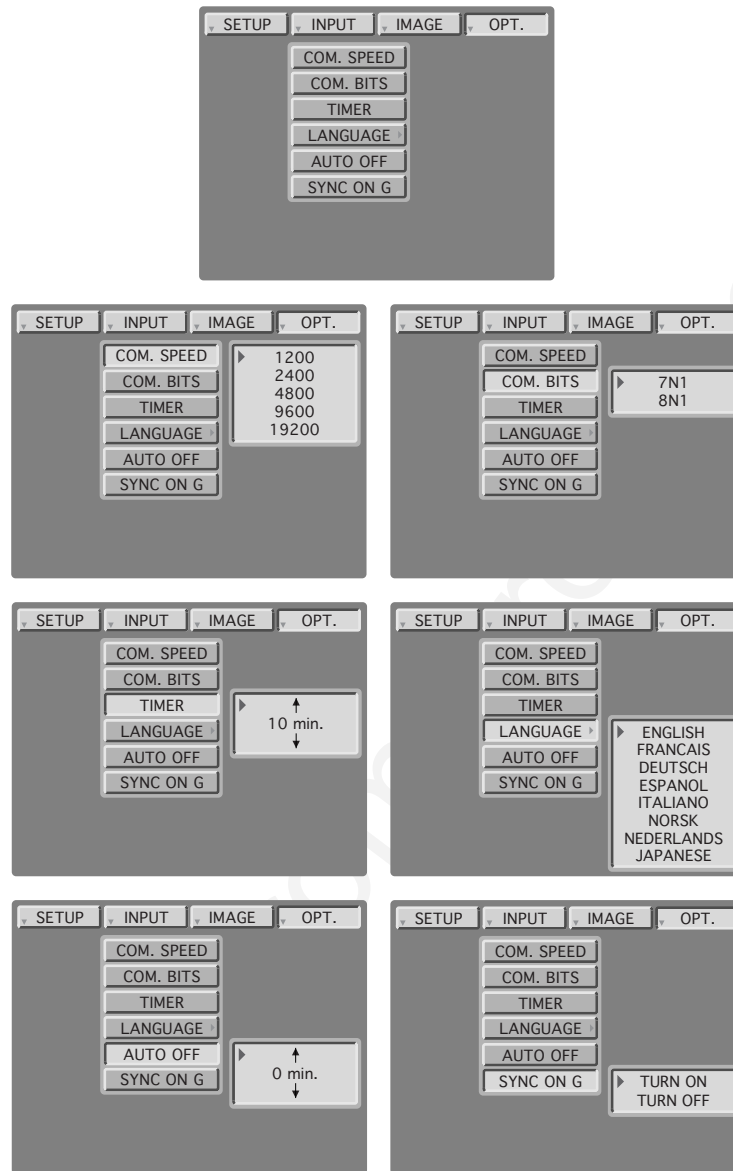 SETUP INPUT IMAGE OPT.
COM. SPEED
COM. BITS
TIMER
LANGUAGE
AUTO OFF
SYNC ON G
SETUP INPUT IMAGE OPT.
COM. SPEED
COM. BITS
TIMER
LANGUAGE
AUTO OFF
SYNC ON G
1200
2400
4800
9600
19200
SETUP INPUT IMAGE OPT.
COM. SPEED
COM. BITS
TIMER
LANGUAGE
AUTO OFF
SYNC ON G
7N1
8N1
SETUP INPUT IMAGE OPT.
COM. SPEED
COM. BITS
TIMER
LANGUAGE
AUTO OFF
SYNC ON G
10 min.
SETUP INPUT IMAGE OPT.
COM. SPEED
COM. BITS
TIMER
LANGUAGE
AUTO OFF
SYNC ON G
ENGLISH
FRANCAIS
DEUTSCH
ESPANOL
ITALIANO
NORSK
NEDERLANDS
JAPANESE
SETUP INPUT IMAGE OPT.
COM. SPEED
COM. BITS
TIMER
LANGUAGE
AUTO OFF
SYNC ON G
0 min.
SETUP INPUT IMAGE OPT.
COM. SPEED
COM. BITS
TIMER
LANGUAGE
AUTO OFF
SYNC ON G
TURN ON
TURN OFF